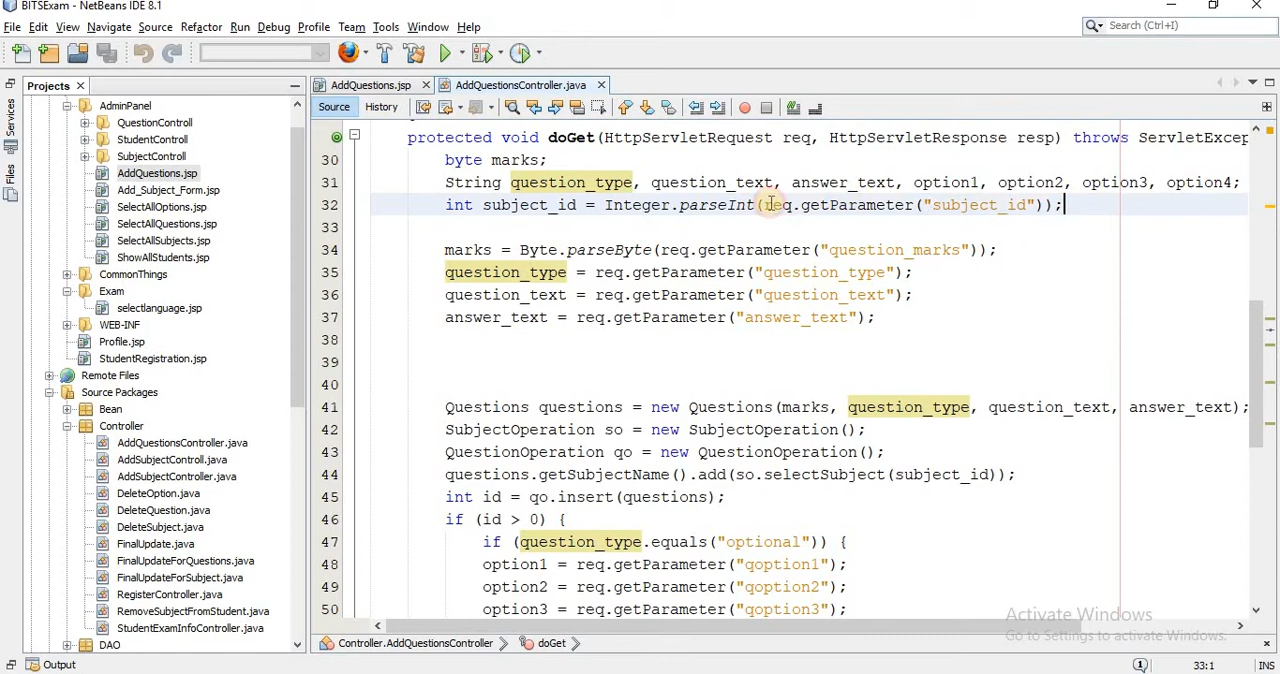 BITSExam - NetBeans IDE 8.1
File Edit View Navigate Source Refactor Run Debug Profile Team Tools Window Help
Search (Ctrl+I)
Projects
AddQuestions.jsp AddQuestionsController.java
Source History
Services
Files
AdminPanel
QuestionControll
StudentControll
SubjectControll
AddQuestions.jsp
Add_Subject_Form.jsp
SelectAllOptions.jsp
SelectAllQuestions.jsp
SelectAllSubjects.jsp
ShowAllStudents.jsp
CommonThings
Exam
selectlanguage.jsp
WEB-INF
Profile.jsp
StudentRegistration.jsp
Remote Files
Source Packages
Bean
Controller
AddQuestionsController.java
AddSubjectControll.java
AddSubjectController.java
DeleteOption.java
DeleteQuestion.java
DeleteSubject.java
FinalUpdate.java
FinalUpdateForQuestions.java
FinalUpdateForSubject.java
RegisterController.java
RemoveSubjectFromStudent.java
StudentExamInfoController.java
DAO
protected void doGet(HttpServletRequest req, HttpServletResponse resp) throws ServletExcep
30 byte marks;
31 String question_type, question_text, answer_text, option1, option2, option3, option4;
32 int subject_id = Integer.parseInt(req.getParameter("subject_id"));
34 marks = Byte.parseByte(req.getParameter("question_marks"));
35 question_type = req.getParameter("question_type");
36 question_text = req.getParameter("question_text");
37 answer_text = req.getParameter("answer_text");
38
39
40
41 Questions questions = new Questions(marks, question_type, question_text, answer_text);
42 SubjectOperation so = new SubjectOperation();
43 QuestionOperation qo = new QuestionOperation();
44 questions.getSubjectName().add(so.selectSubject(subject_id));
45 int id = qo.insert(questions);
46 if (id > 0) {
47 if (question_type.equals("optional")) {
48 option1 = req.getParameter("qoption1");
49 option2 = req.getParameter("qoption2");
50 option3 = req.getParameter("qoption3");
Activate Windows
Go to Settings to activate Windows.
Controller.AddQuestionsController doGet
Output
1
33:1 INS